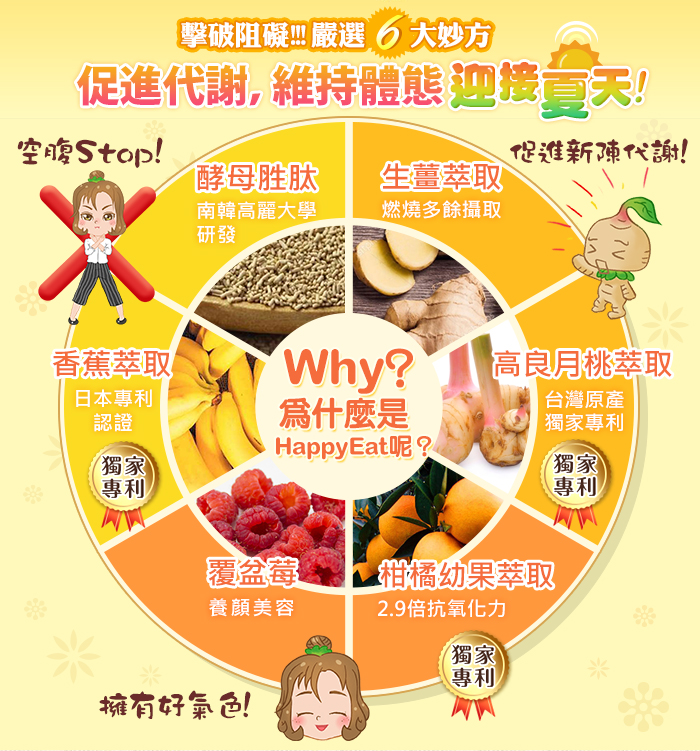 擊破阻礙!!! 嚴選6大妙方
促進代謝, 維持體態 迎接夏天!
空腹Stop!
促進新陳代謝!
酵母胜肽
南韓高麗大學
研發
生薑萃取
燃燒多餘攝取
香蕉萃取
日本專利
認證
獨家
專利
Why?
為什麼是
HappyEat呢?
高良月桃萃取
台灣原產
獨家專利
獨家
專利
覆盆莓
養顏美容
柑橘幼果萃取
2.9倍抗氧化力
獨家
專利
擁有好氣色!